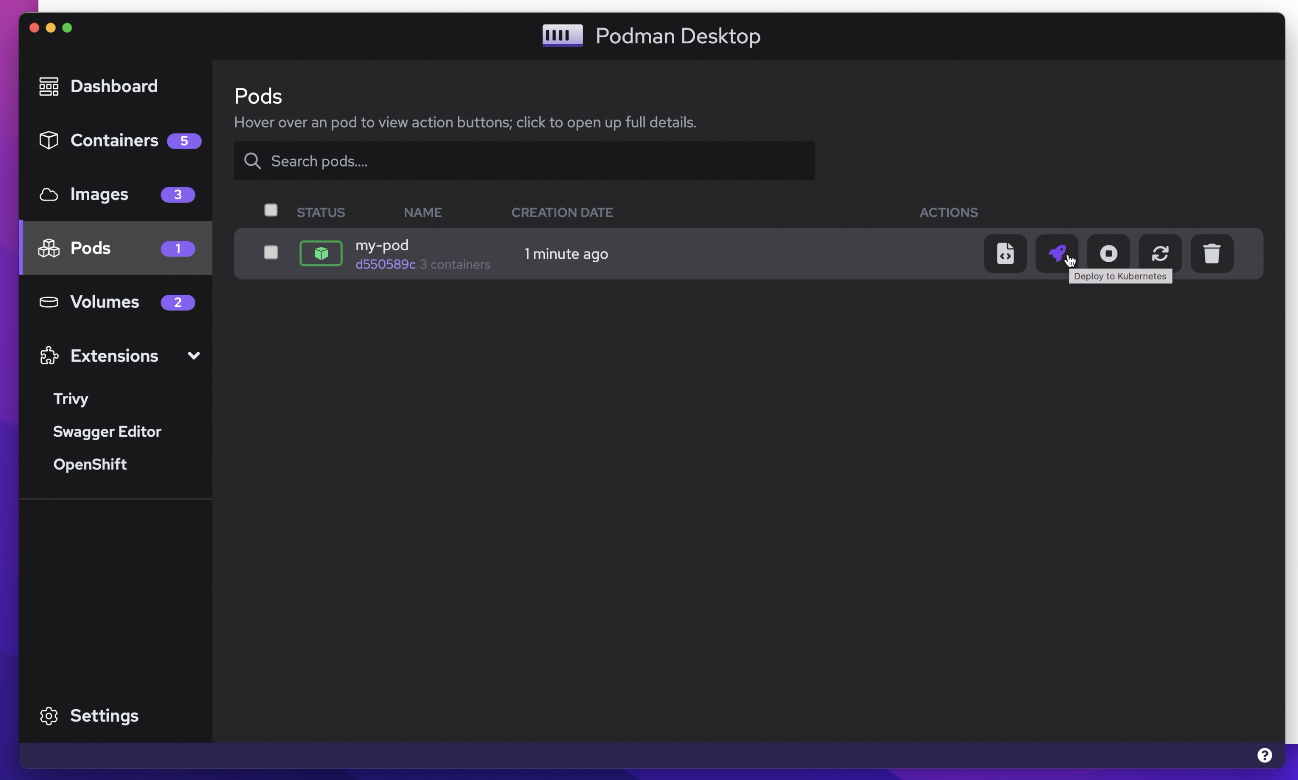 Podman Desktop
Dashboard
Containers 5
Images 3
Pods 1
Volumes 2
Extensions
Trivy
Swagger Editor
OpenShift
Settings
Pods
Hover over an pod to view action buttons; click to open up full details.
Search pods....
STATUS NAME CREATION DATE ACTIONS
my-pod
d550589c 3 containers
1 minute ago
Deploy to Kubernetes